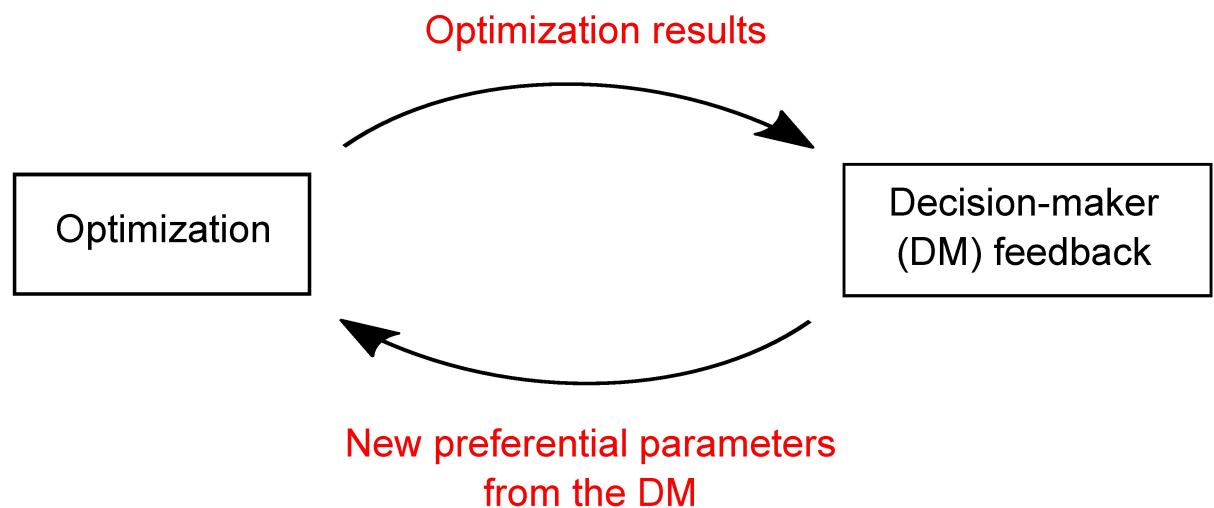 Optimization results
Optimization
Decision-maker
(DM) feedback
New preferential parameters
from the DM